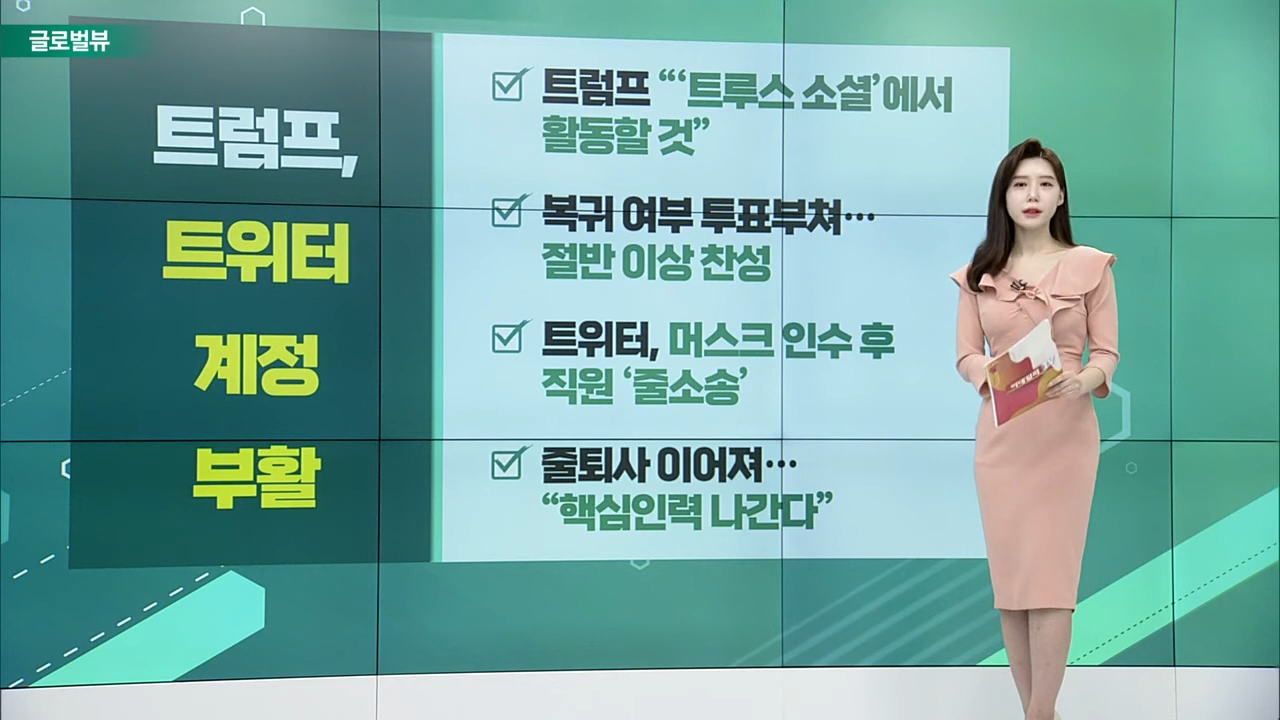 글로벌뷰
트럼프,
트위터
계정
부활
트럼프 “‘트루스 소셜’에서
활동할 것”
복귀 여부 투표부쳐…
절반 이상 찬성
트위터, 머스크 인수 후
직원 ‘줄소송’
줄퇴사 이어져…
“핵심인력 나간다”